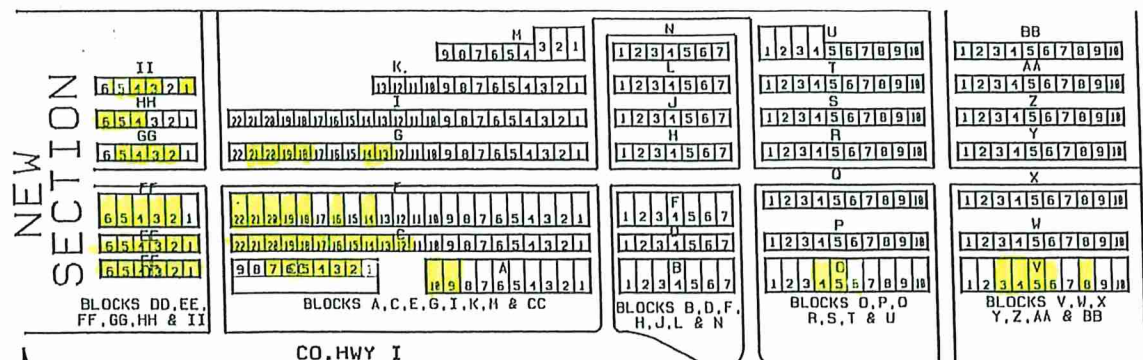 NEW
SECTION
II
6 5 4 3 2 1
HH
6 5 4 3 2 1
GG
6 5 4 3 2 1
FF
6 5 4 3 2 1
EE
6 5 4 3 2 1
6 5 4 3 2 1
BLOCKS DD,EE,
FF,GG,HH & II
M
9 8 7 6 5 4 3 2 1
K.
13 12 11 10 9 8 7 6 5 4 3 2 1
I
22 21 20 19 18 17 16 15 14 13 12 11 10 9 8 7 6 5 4 3 2 1
G
22 21 20 19 18 17 16 15 14 13 12 11 10 9 8 7 6 5 4 3 2 1
E
22 21 20 19 18 17 16 15 14 13 12 11 10 9 8 7 6 5 4 3 2 1
C
22 21 20 19 18 17 16 15 14 13 12 11 10 9 8 7 6 5 4 3 2 1
CC
9 8 7 6 5 4 3 2 1
A
10 9 8 7 6 5 4 3 2 1
BLOCKS A,C,E,G,I,K,M & CC
N
1 2 3 4 5 6 7
L
1 2 3 4 5 6 7
J
1 2 3 4 5 6 7
H
1 2 3 4 5 6 7
F
1 2 3 4 5 6 7
D
1 2 3 4 5 6 7
B
1 2 3 4 5 6 7
BLOCKS B,D,F,
H,J,L & N
U
1 2 3 4 5 6 7 8 9 10
T
1 2 3 4 5 6 7 8 9 10
S
1 2 3 4 5 6 7 8 9 10
R
1 2 3 4 5 6 7 8 9 10
Q
1 2 3 4 5 6 7 8 9 10
P
1 2 3 4 5 6 7 8 9 10
O
1 2 3 4 5 6 7 8 9 10
BLOCKS O,P,Q
R,S,T & U
BB
1 2 3 4 5 6 7 8 9 10
AA
1 2 3 4 5 6 7 8 9 10
Z
1 2 3 4 5 6 7 8 9 10
Y
1 2 3 4 5 6 7 8 9 10
X
1 2 3 4 5 6 7 8 9 10
W
1 2 3 4 5 6 7 8 9 10
V
1 2 3 4 5 6 7 8 9 10
BLOCKS V,W,X
Y,Z,AA & BB
CO.HWY I